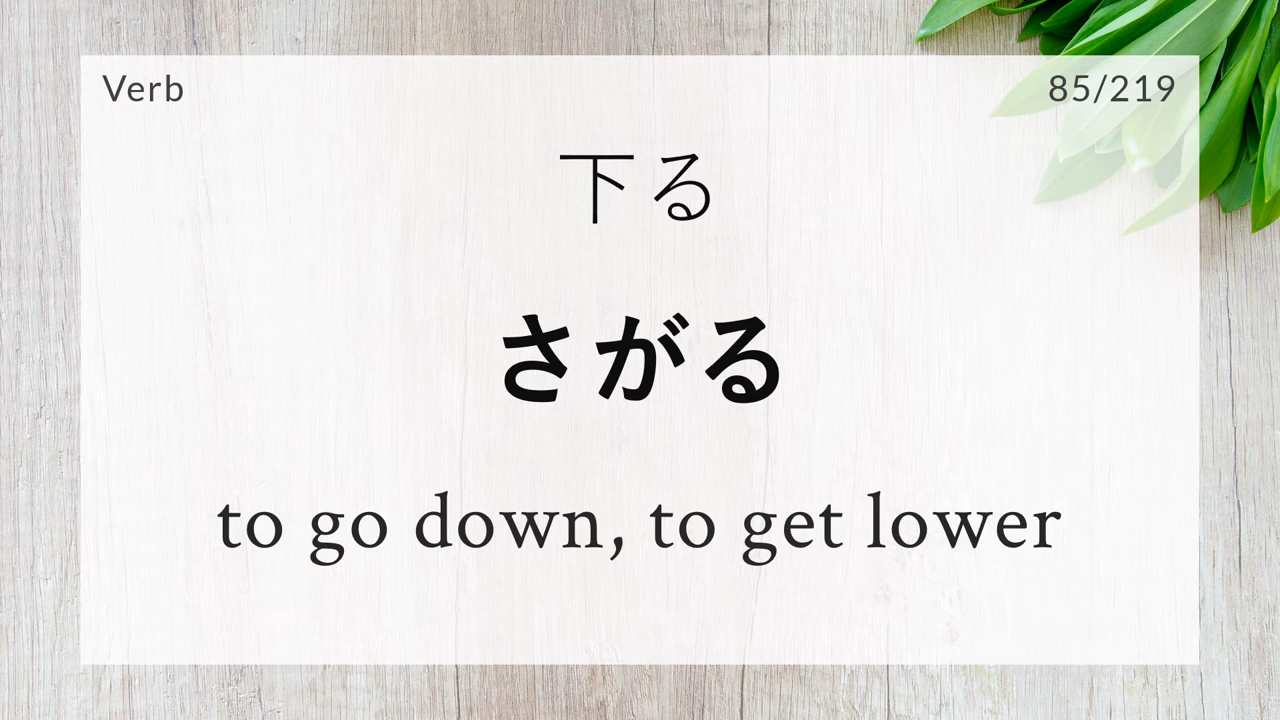 Verb
85/219
下る
さがる
to go down, to get lower